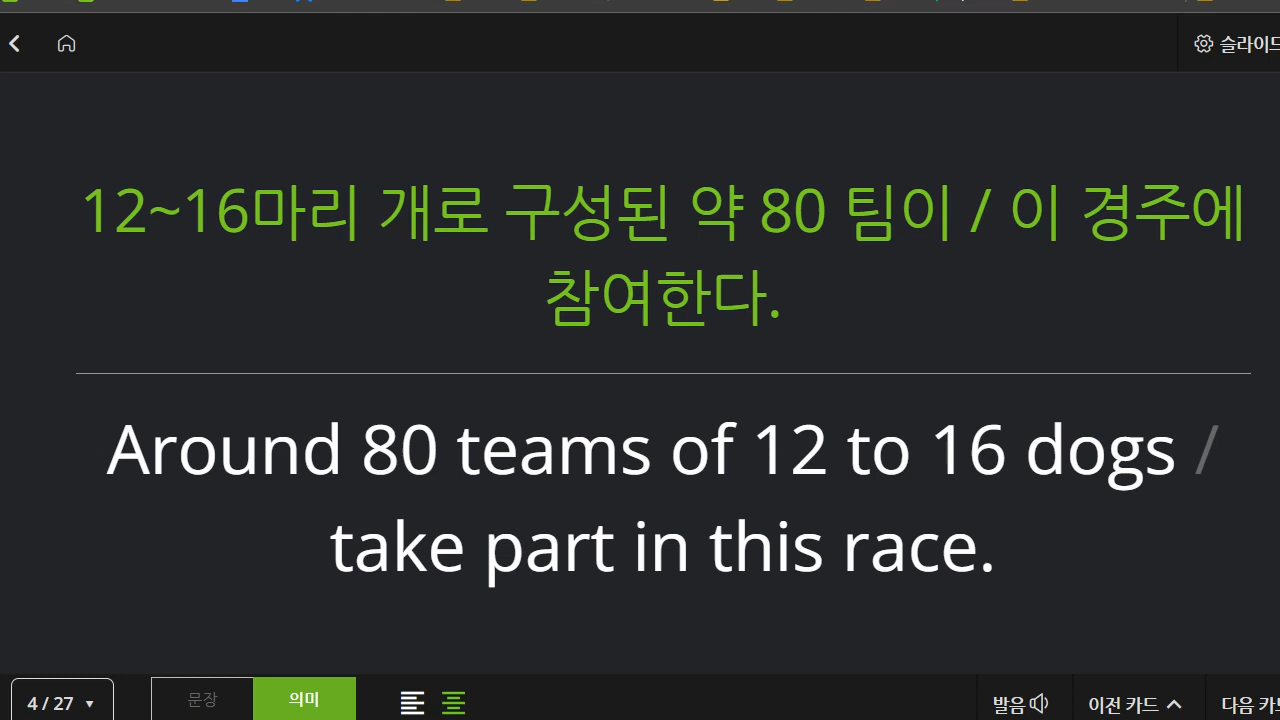 슬라이드
12~16마리 개로 구성된 약 80 팀이 / 이 경주에
참여한다.
Around 80 teams of 12 to 16 dogs /
take part in this race.
4 / 27 ▼ 문장 의미 발음 이전 카드 다음 카드